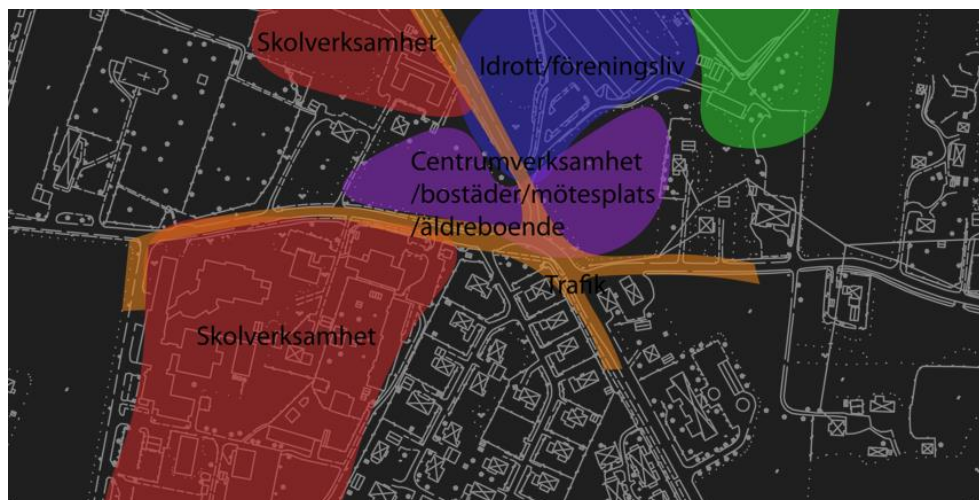 Skolverksamhet
Idrott/föreningsliv
Centrumverksamhet
/bostäder/mötesplats
/äldreboende
Trafik
Skolverksamhet